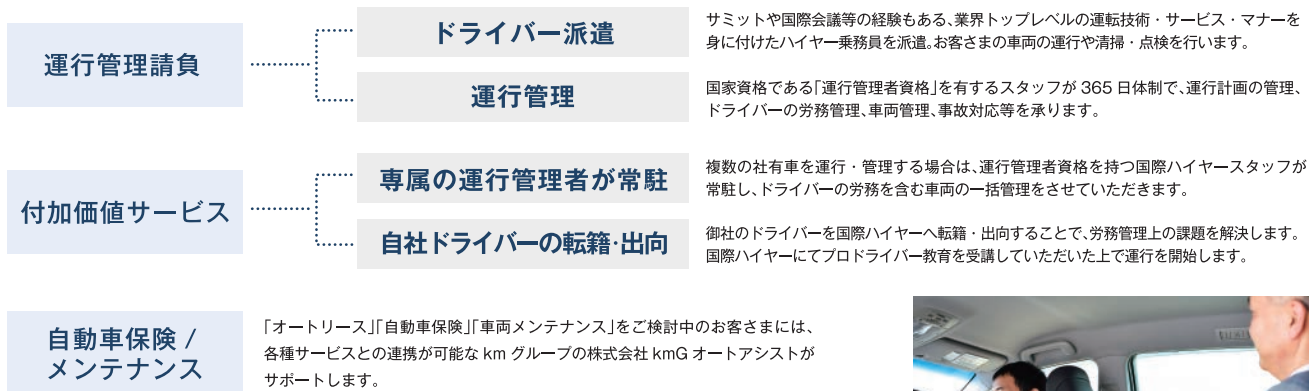 運行管理請負
ドライバー派遣
サミットや国際会議等の経験もある、業界トップレベルの運転技術・サービス・マナーを
身に付けたハイヤー乗務員を派遣。お客さまの車両の運行や清掃・点検を行います。
運行管理
国家資格である「運行管理者資格」を有するスタッフが 365 日体制で、運行計画の管理、
ドライバーの労務管理、車両管理、事故対応等を承ります。
付加価値サービス
専属の運行管理者が常駐
複数の社有車を運行・管理する場合は、運行管理者資格を持つ国際ハイヤースタッフが
常駐し、ドライバーの労務を含む車両の一括管理をさせていただきます。
自社ドライバーの転籍･出向
御社のドライバーを国際ハイヤーへ転籍・出向することで、労務管理上の課題を解決します。
国際ハイヤーにてプロドライバー教育を受講していただいた上で運行を開始します。
自動車保険 /
メンテナンス
「オートリース」「自動車保険」「車両メンテナンス」をご検討中のお客さまには、
各種サービスとの連携が可能な km グループの株式会社 kmG オートアシストが
サポートします。